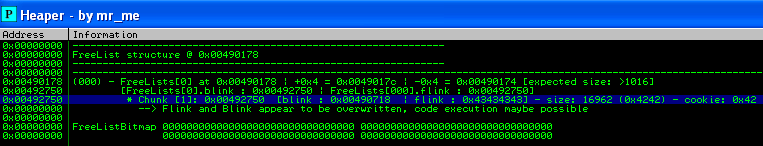 Heaper - by mr_me
Address Information
0x00000000 ----------------------------------------------------------------
0x00000000 FreeList structure @ 0x00490178
0x00000000 ----------------------------------------------------------------
0x00000000
0x00490178 (000) - FreeLists[0] at 0x00490178 | +0x4 = 0x0049017c | -0x4 = 0x00490174 [expected size: >1016]
0x00492750 [FreeLists[0].blink : 0x00492750 | FreeLists[000].flink : 0x00492750]
0x00492750 * Chunk [1]: 0x00492750 [blink : 0x00490718 | flink : 0x43434343] - size: 16962 (0x4242) - cookie: 0x42
0x00000000 --> Flink and Blink appear to be overwritten, code execution maybe possible
0x00000000
0x00000000 FreeListBitmap 00000000000000000000000000000000 00000000000000000000000000000000
0x00000000 00000000000000000000000000000000 00000000000000000000000000000000